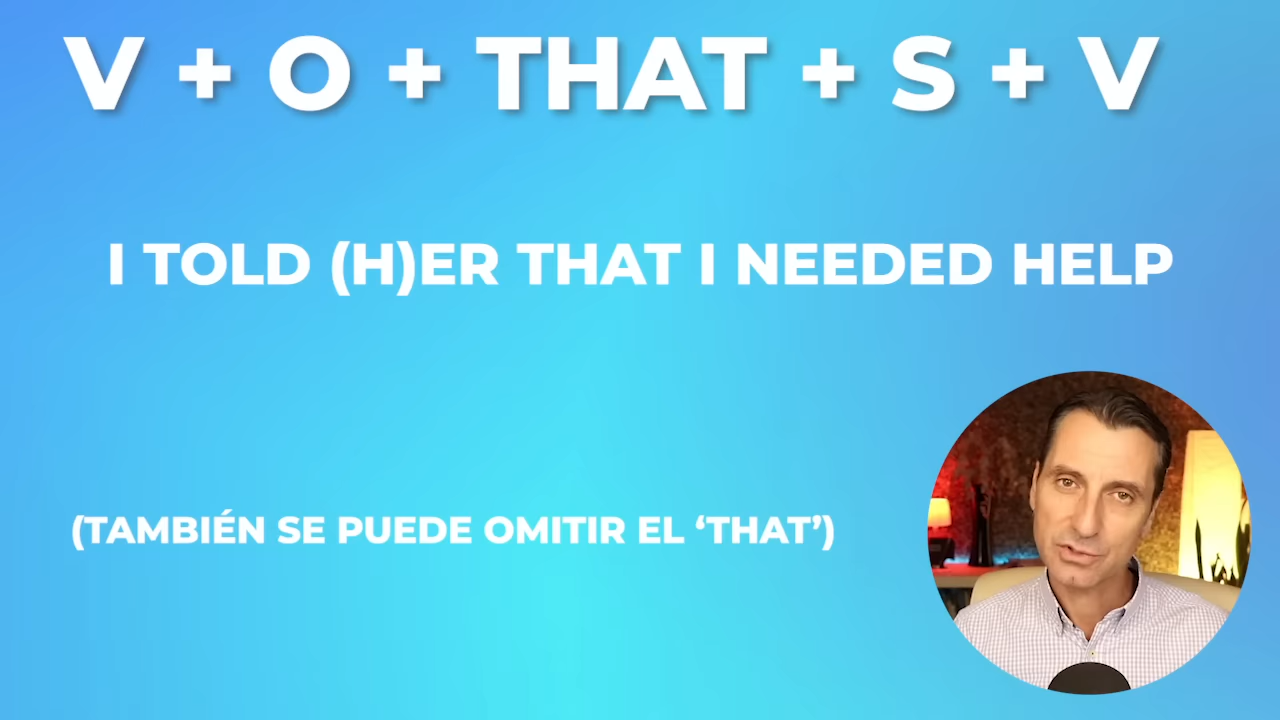 V + O + THAT + S + V
I TOLD (H)ER THAT I NEEDED HELP
(TAMBIÉN SE PUEDE OMITIR EL ‘THAT’)